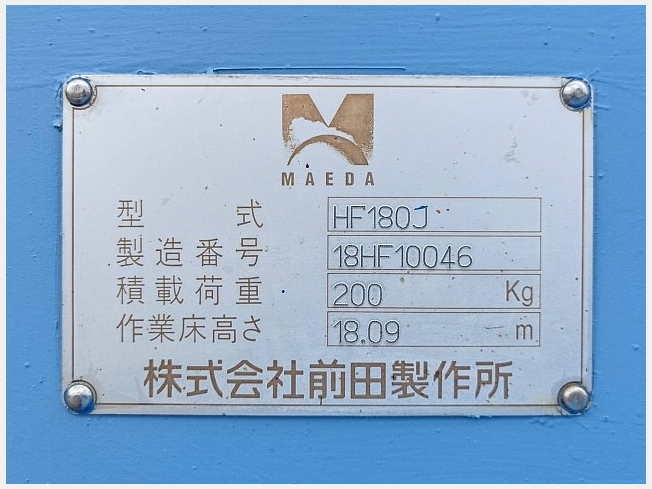 MAEDA
型式 HF180J
製造番号 18HF10046
積載荷重 200 Kg
作業床高さ 18.09 m
株式会社前田製作所